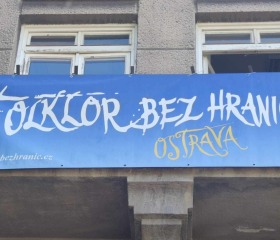 FOLKLOR BEZ HRANIC
OSTRAVA
bezhranic.cz